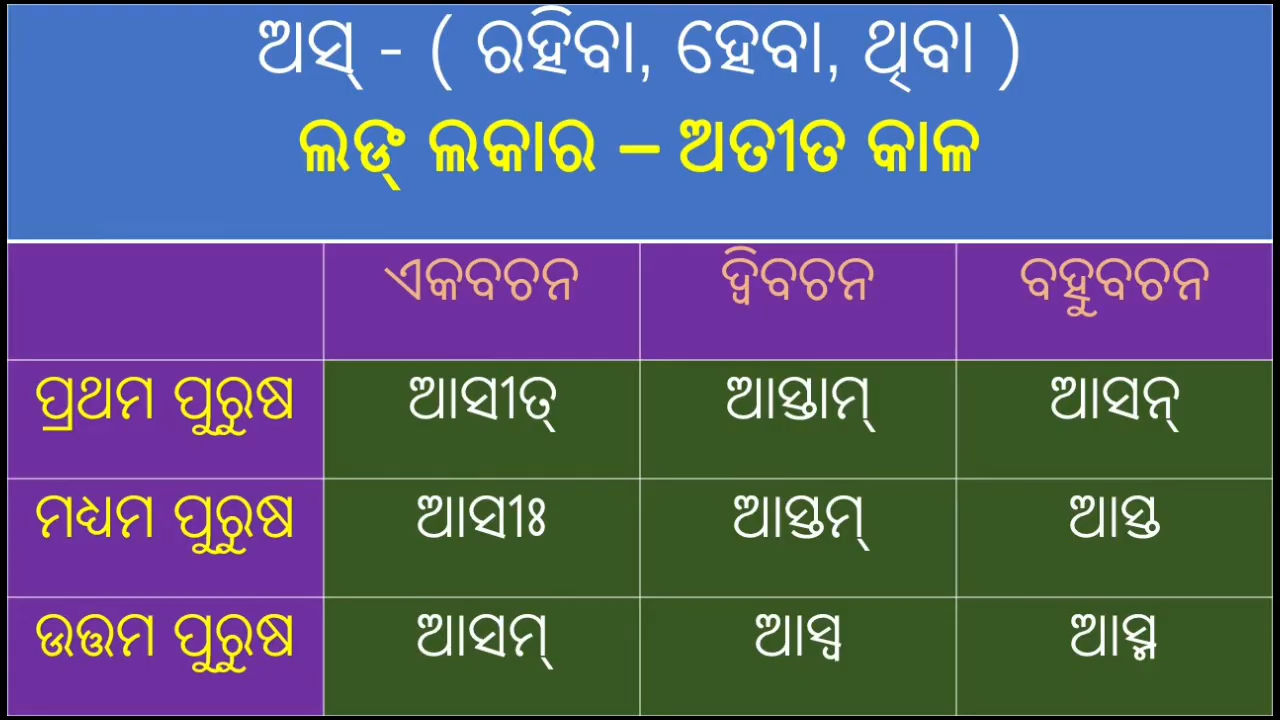 ଅସ୍ - ( ରହିବା, ହେବା, ଥିବା )
ଲଙ୍ ଲକାର – ଅତୀତ କାଳ
ଏକବଚନ ଦ୍ୱିବଚନ ବହୁବଚନ
ପ୍ରଥମ ପୁରୁଷ ଆସୀତ୍ ଆସ୍ତାମ୍ ଆସନ୍
ମଧ୍ୟମ ପୁରୁଷ ଆସୀଃ ଆସ୍ତମ୍ ଆସ୍ତ
ଉତ୍ତମ ପୁରୁଷ ଆସମ୍ ଆସ୍ୱ ଆସ୍ମ